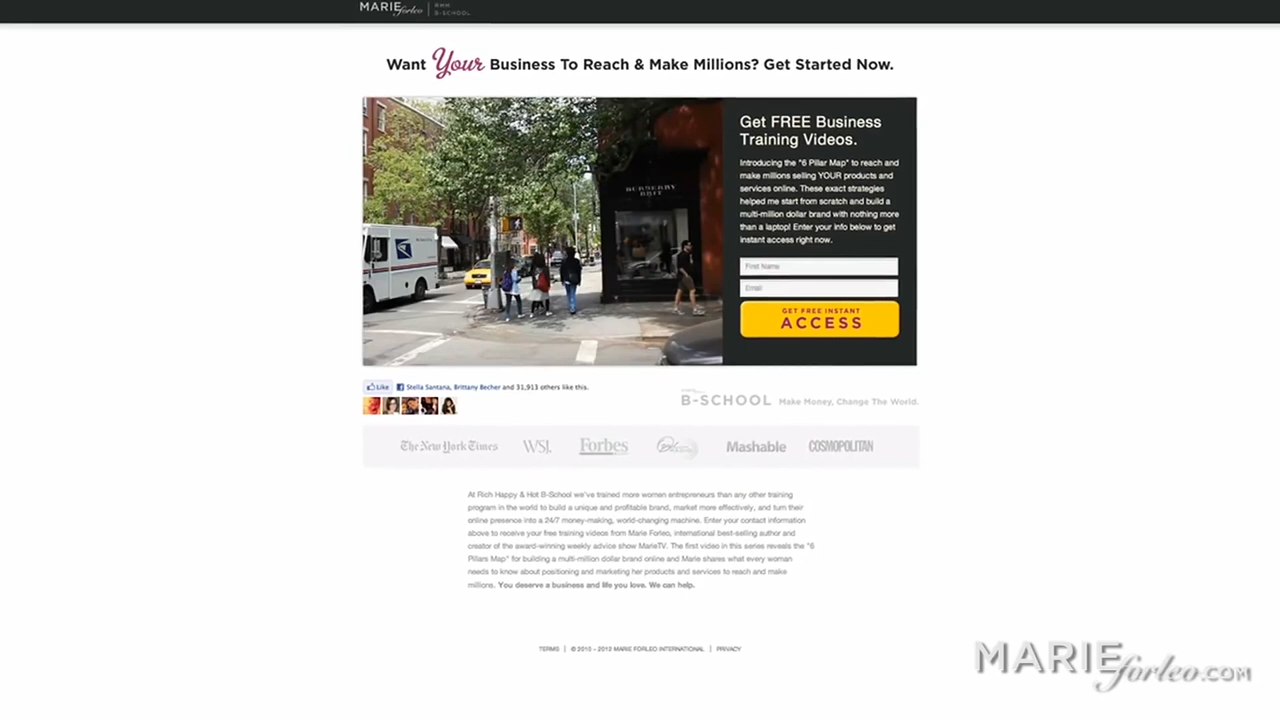 MARIE forleo | RHH B-SCHOOL
Want Your Business To Reach & Make Millions? Get Started Now.
BURBERRY
BRIT
Get FREE Business
Training Videos.
Introducing the "6 Pillar Map" to reach and
make millions selling YOUR products and
services online. These exact strategies
helped me start from scratch and build a
multi-million dollar brand with nothing more
than a laptop! Enter your info below to get
instant access right now.
First Name
Email
GET FREE INSTANT
ACCESS
Like
Stella Santana, Brittany Becher and 31,913 others like this.
B-SCHOOL Make Money, Change The World.
The New York Times WSJ. Forbes Mashable COSMOPOLITAN
At Rich Happy & Hot B-School we've trained more women entrepreneurs than any other training
program in the world to build a unique and profitable brand, market more effectively, and turn their
online presence into a 24/7 money-making, world-changing machine. Enter your contact information
above to receive your free training videos from Marie Forleo, international best-selling author and
creator of the award-winning weekly advice show MarieTV. The first video in this series reveals the "6
Pillars Map" for building a multi-million dollar brand online and Marie shares what every woman
needs to know about positioning and marketing her products and services to reach and make
millions. You deserve a business and life you love. We can help.
TERMS | © 2010 - 2012 MARIE FORLEO INTERNATIONAL | PRIVACY
MARIE forleo.COM